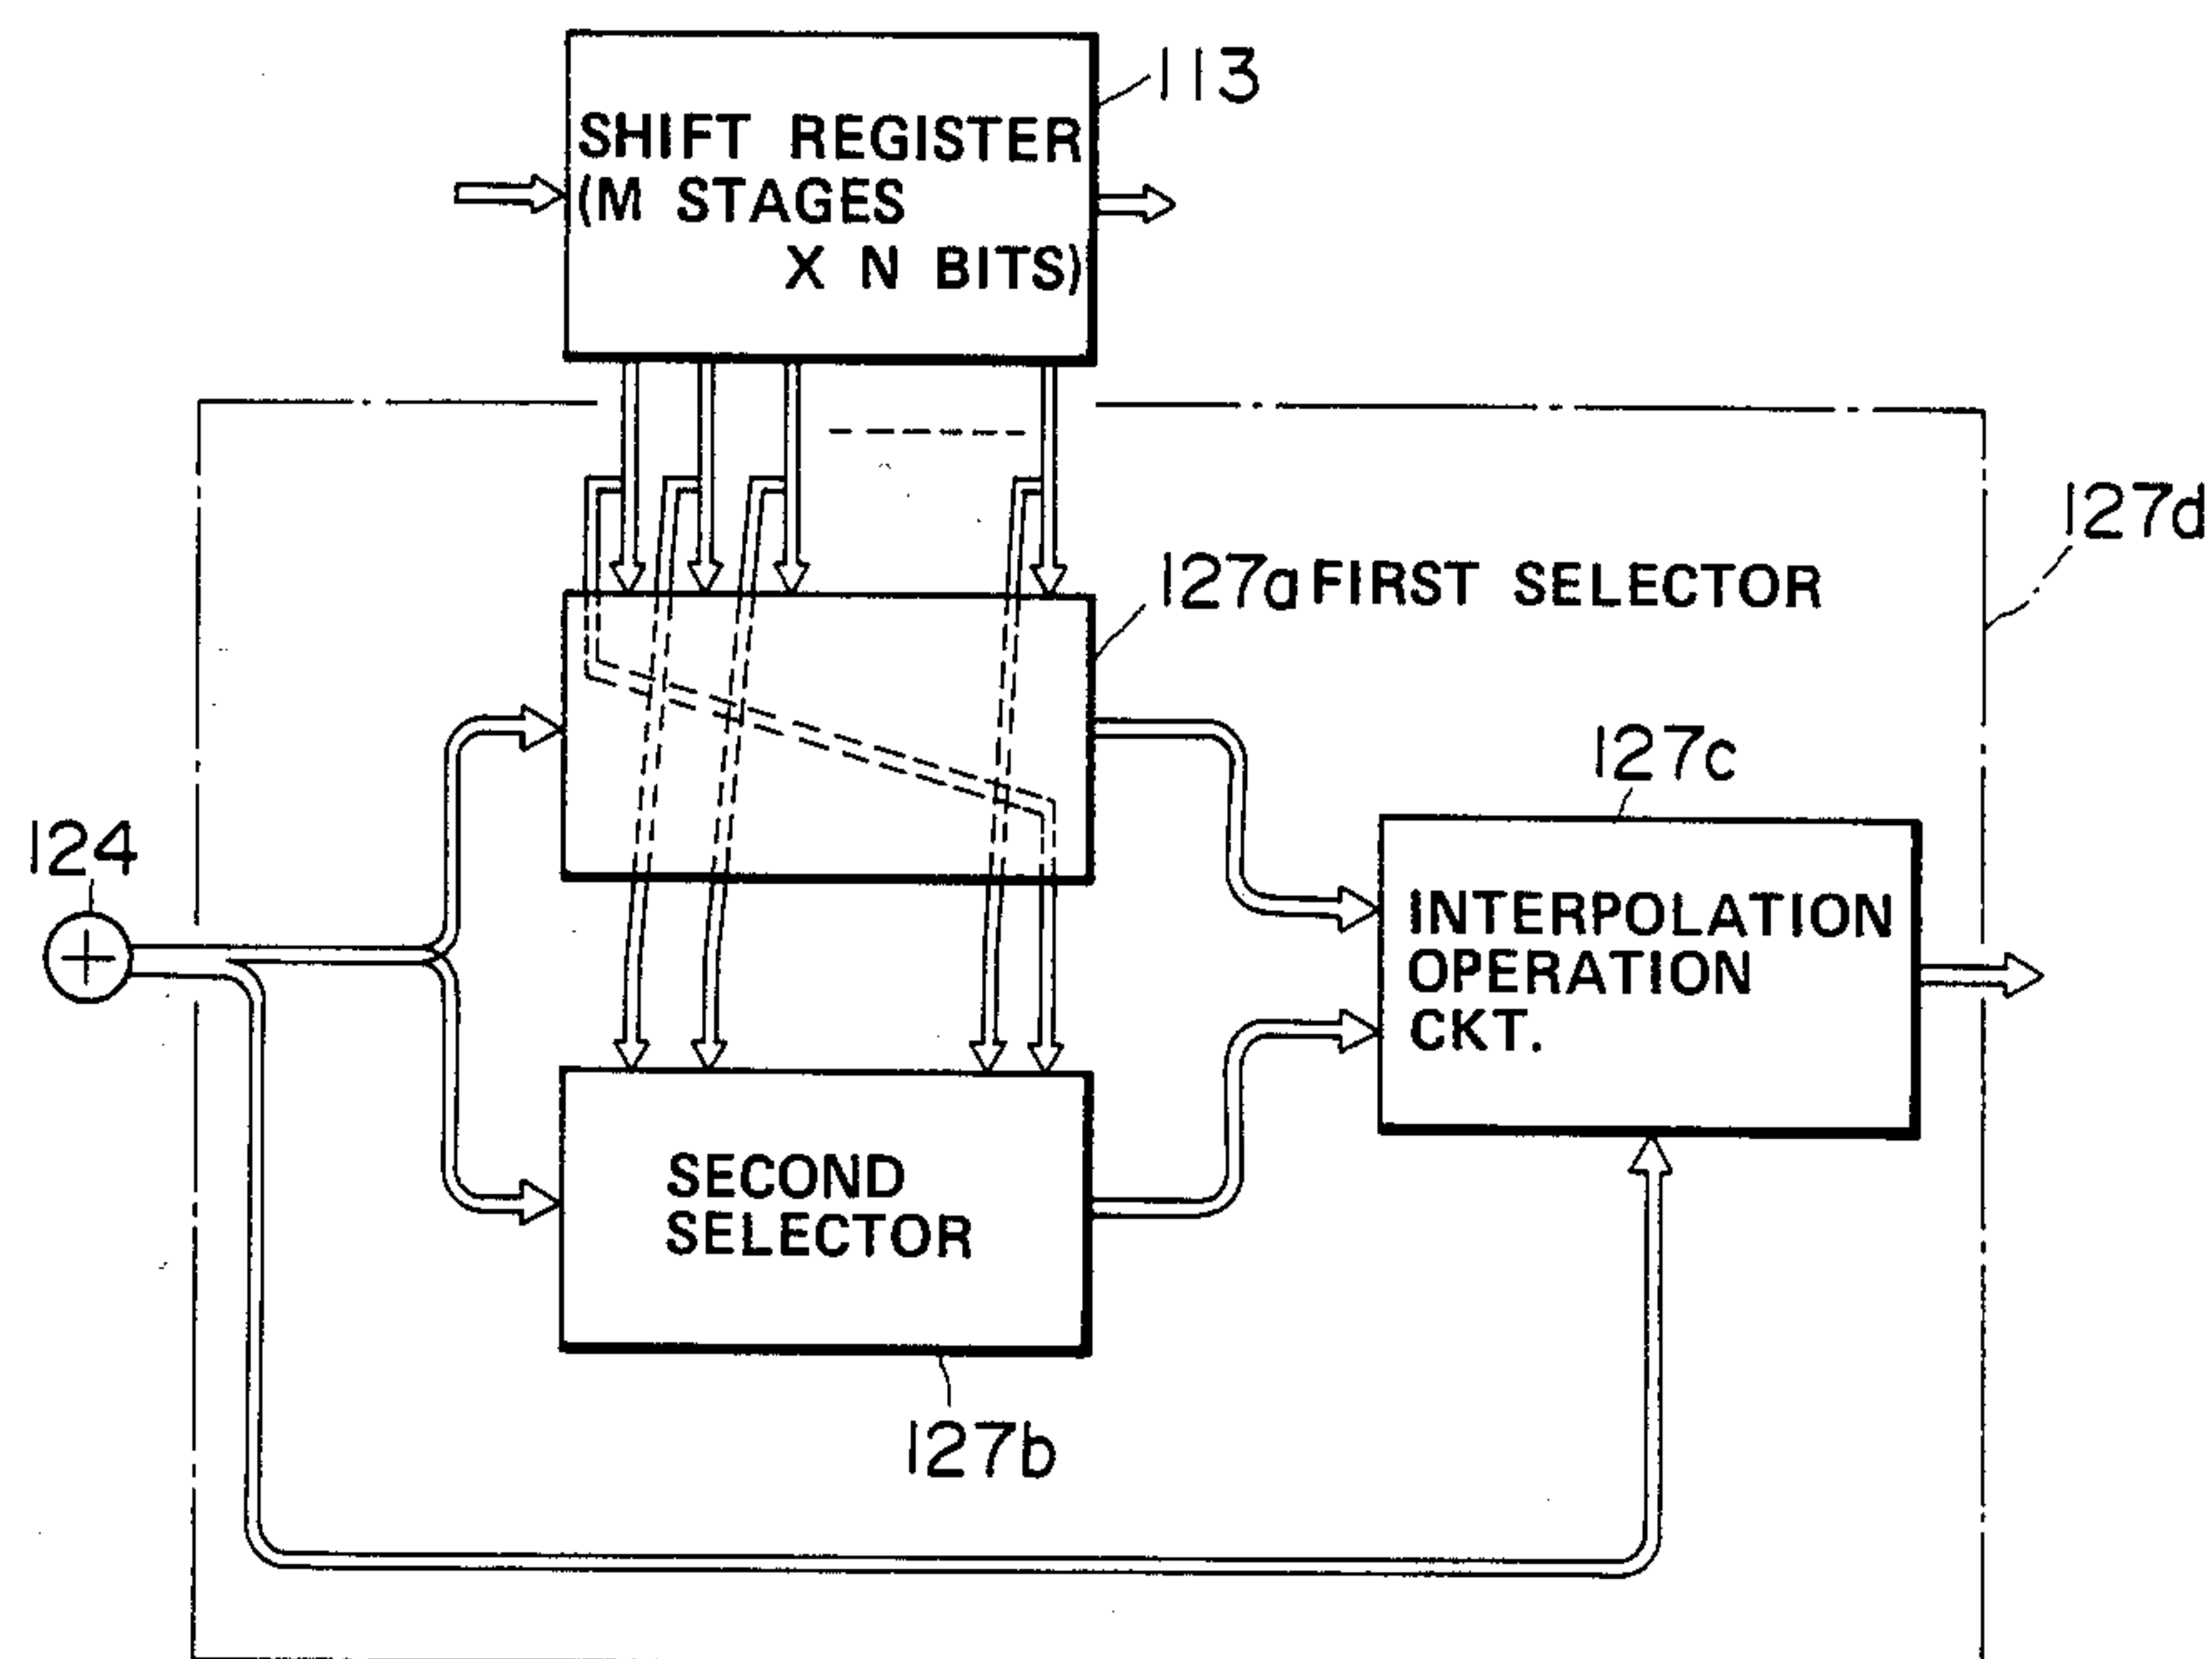 113
SHIFT REGISTER
(M STAGES
X N BITS)
127d
127a FIRST SELECTOR
127c
124
INTERPOLATION
OPERATION
CKT.
SECOND
SELECTOR
127b